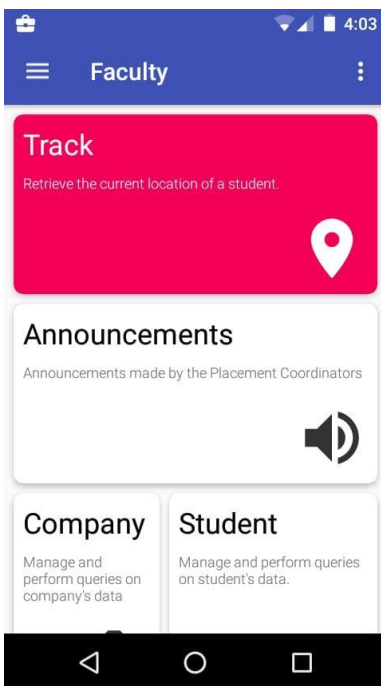 4:03
Faculty
Track
Retrieve the current location of a student.
Announcements
Announcements made by the Placement Coordinators
Company
Manage and
perform queries on
company's data
Student
Manage and perform queries
on student's data.